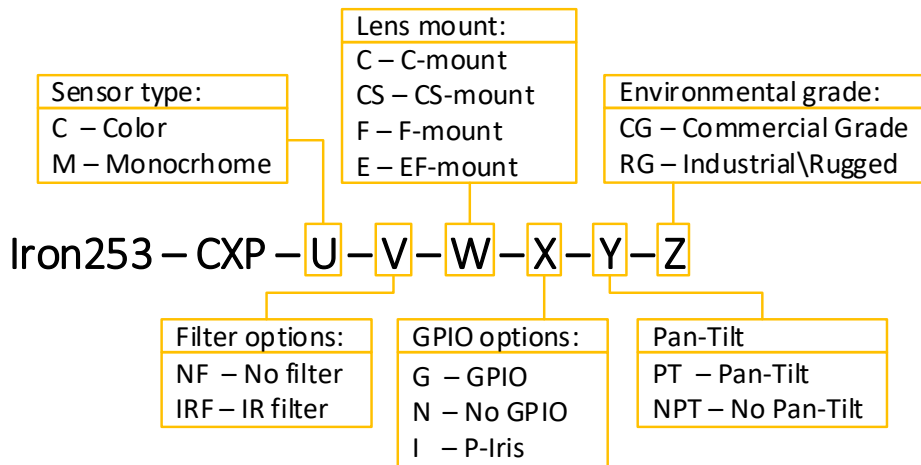 Lens mount:
C – C-mount
CS – CS-mount
F – F-mount
E – EF-mount
Sensor type:
C – Color
M – Monocrhome
Environmental grade:
CG – Commercial Grade
RG – Industrial\Rugged
Iron253 – CXP – U – V – W – X – Y – Z
Filter options:
NF – No filter
IRF – IR filter
GPIO options:
G – GPIO
N – No GPIO
I – P-Iris
Pan-Tilt
PT – Pan-Tilt
NPT – No Pan-Tilt